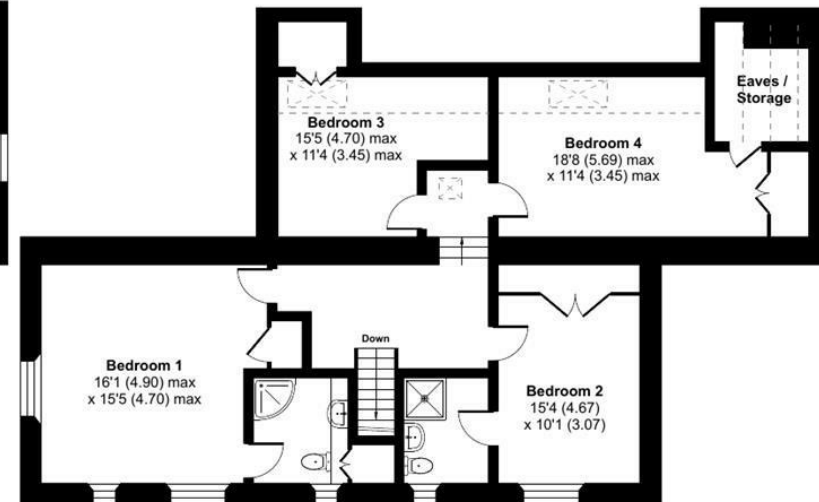 Eaves /
Storage
Bedroom 3
15'5 (4.70) max
x 11'4 (3.45) max
Bedroom 4
18'8 (5.69) max
x 11'4 (3.45) max
Down
Bedroom 1
16'1 (4.90) max
x 15'5 (4.70) max
Bedroom 2
15'4 (4.67)
x 10'1 (3.07)